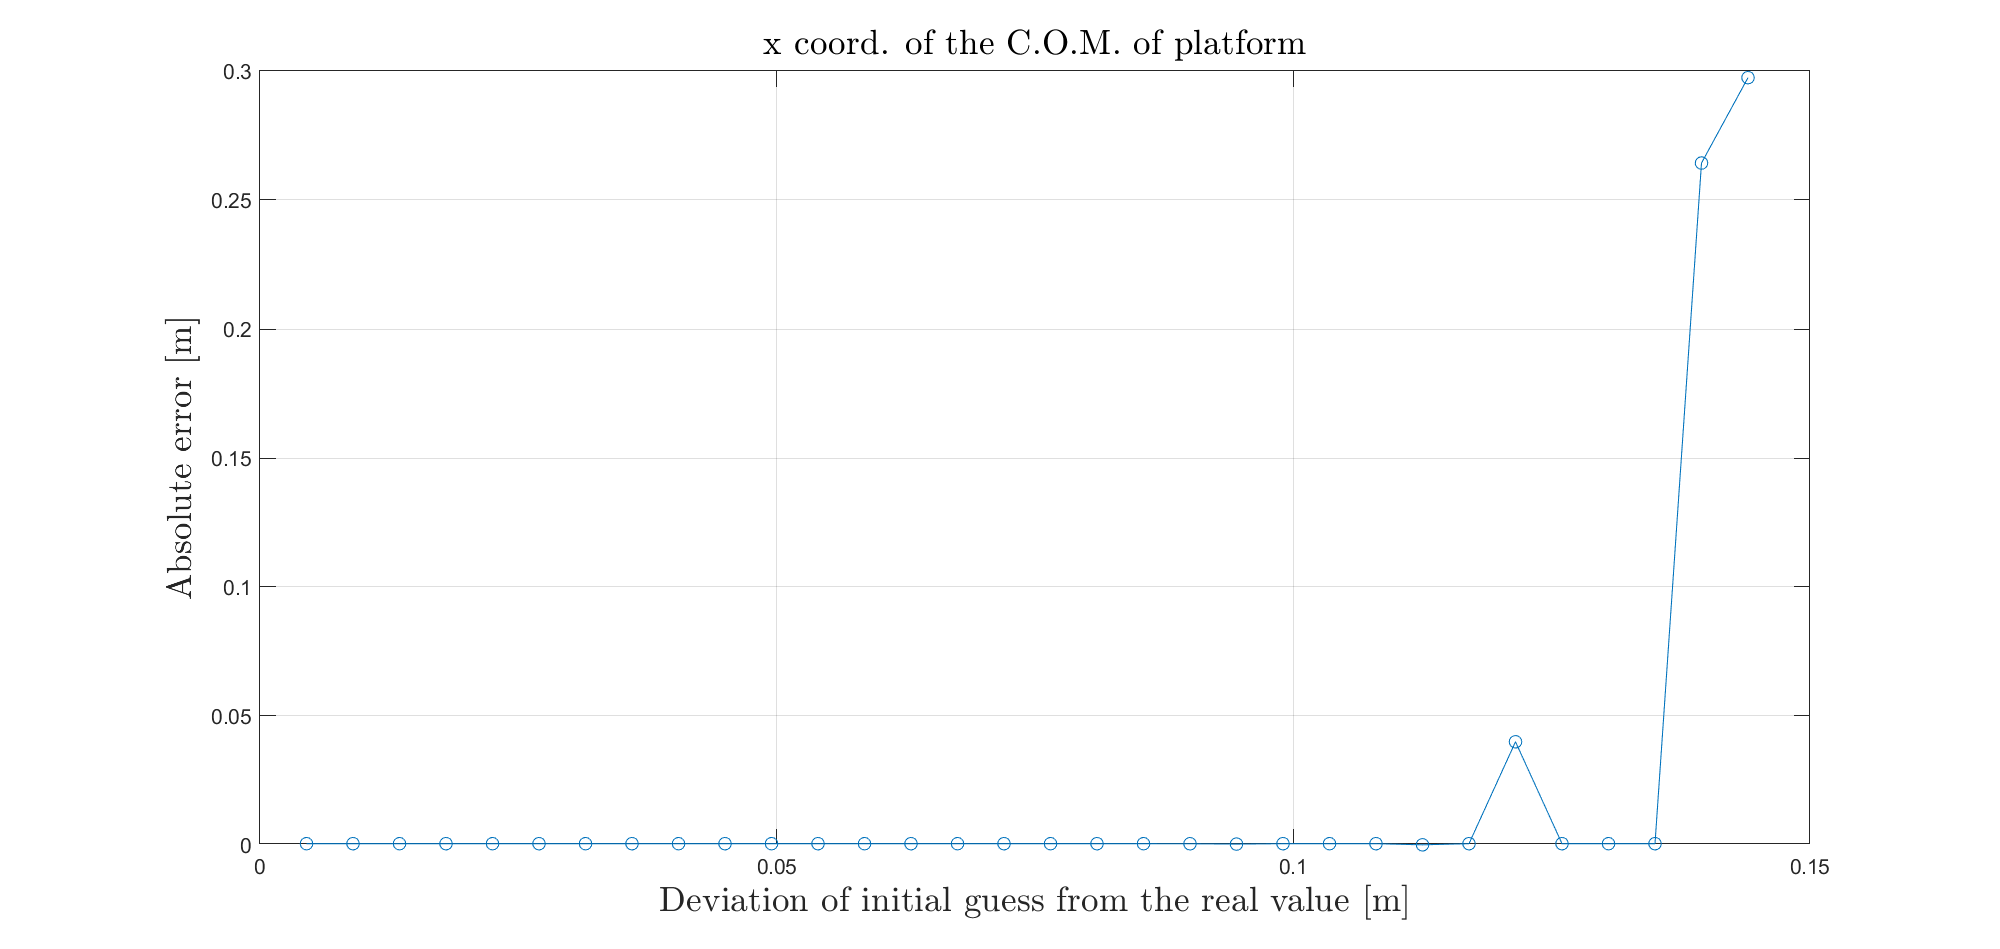 x coord. of the C.O.M. of platform
0.3
0.25
0.2
0.15
0.1
0.05
0
Absolute error [m]
0 0.05 0.1 0.15
Deviation of initial guess from the real value [m]